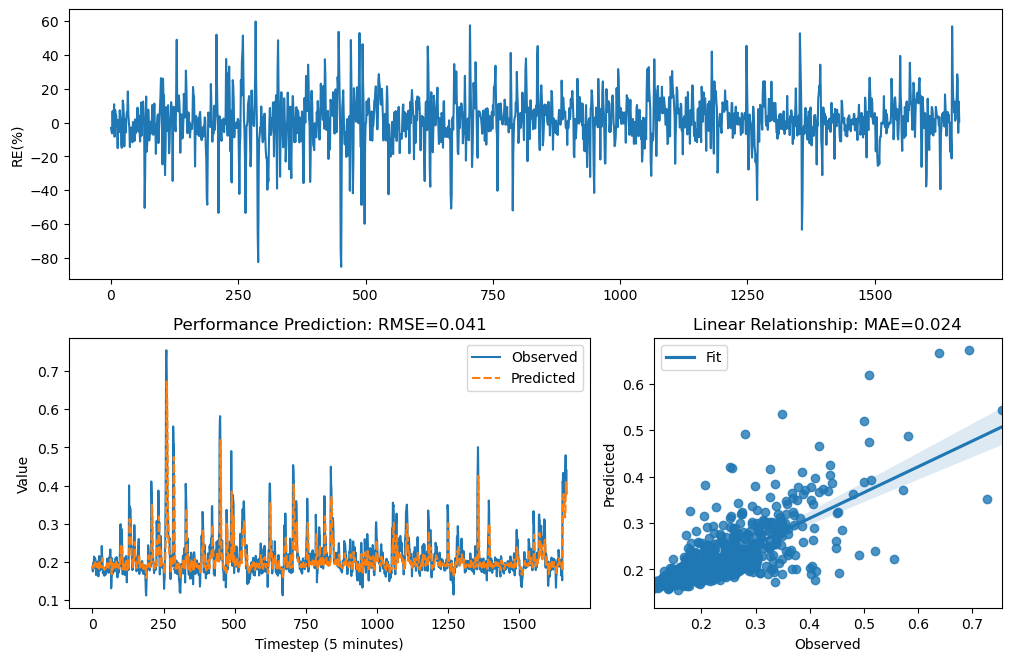 60
40
20
0
−20
−40
−60
−80
RE(%)
0 250 500 750 1000 1250 1500
Performance Prediction: RMSE=0.041
Observed
Predicted
0.7
0.6
0.5
0.4
0.3
0.2
0.1
Value
0 250 500 750 1000 1250 1500
Timestep (5 minutes)
Linear Relationship: MAE=0.024
Fit
0.6
0.5
0.4
0.3
0.2
Predicted
0.2 0.3 0.4 0.5 0.6 0.7
Observed